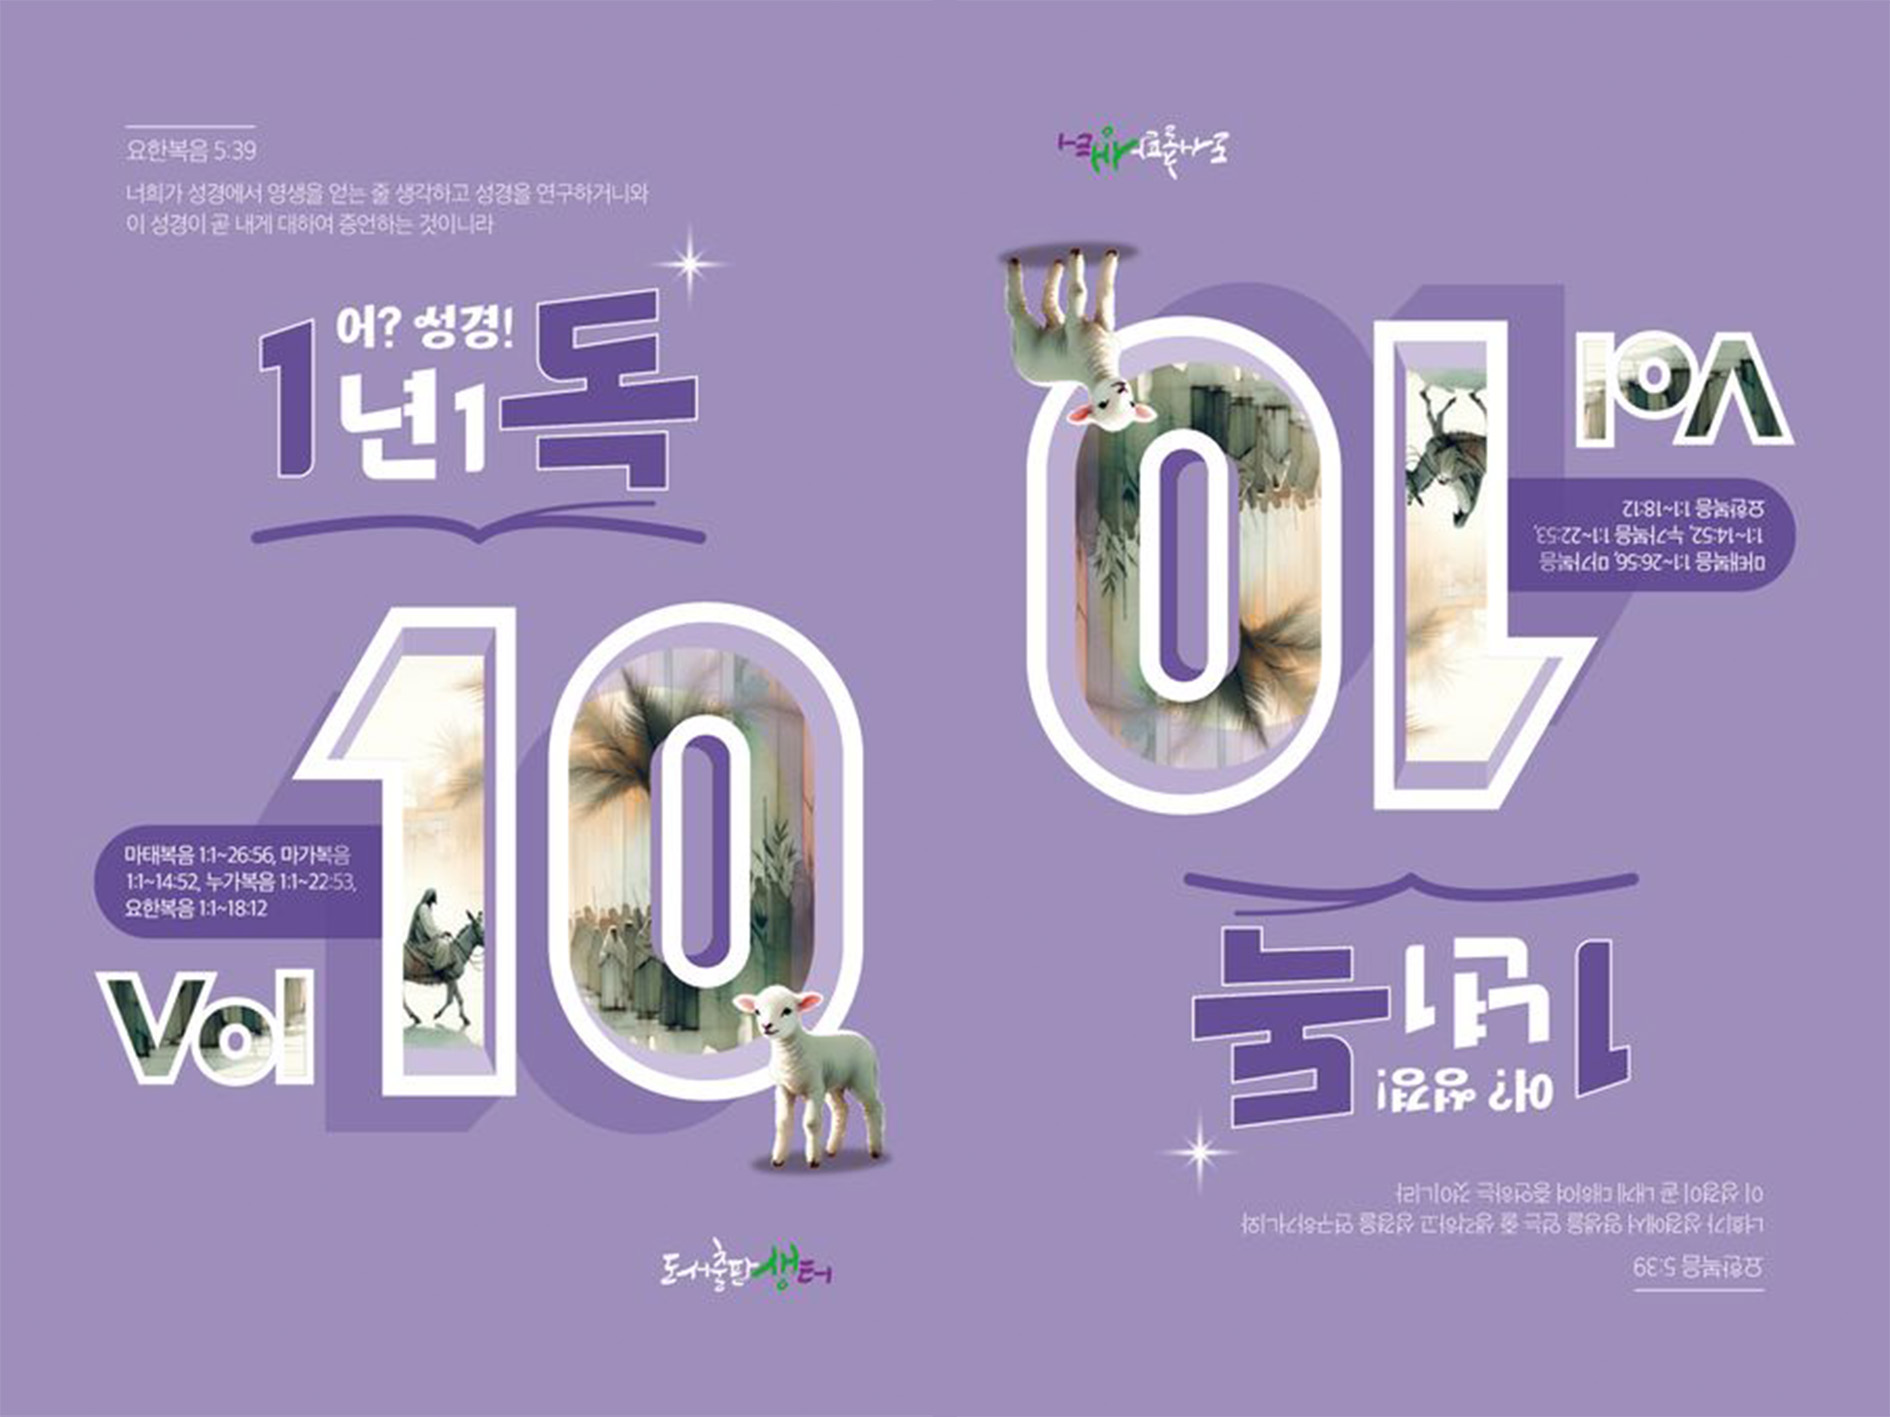 요한복음 5:39
너희가 성경에서 영생을 얻는 줄 생각하고 성경을 연구하거니와
이 성경이 곧 내게 대하여 증언하는 것이니라
어? 성경!
1년1독
10
마태복음 1:1~26:56, 마가복음
1:1~14:52, 누가복음 1:1~22:53,
요한복음 1:1~18:12
Vol
도서출판생터
요한복음 5:39
너희가 성경에서 영생을 얻는 줄 생각하고 성경을 연구하거니와
이 성경이 곧 내게 대하여 증언하는 것이니라
어? 성경!
1년1독
10
마태복음 1:1~26:56, 마가복음
1:1~14:52, 누가복음 1:1~22:53,
요한복음 1:1~18:12
Vol
도서출판생터